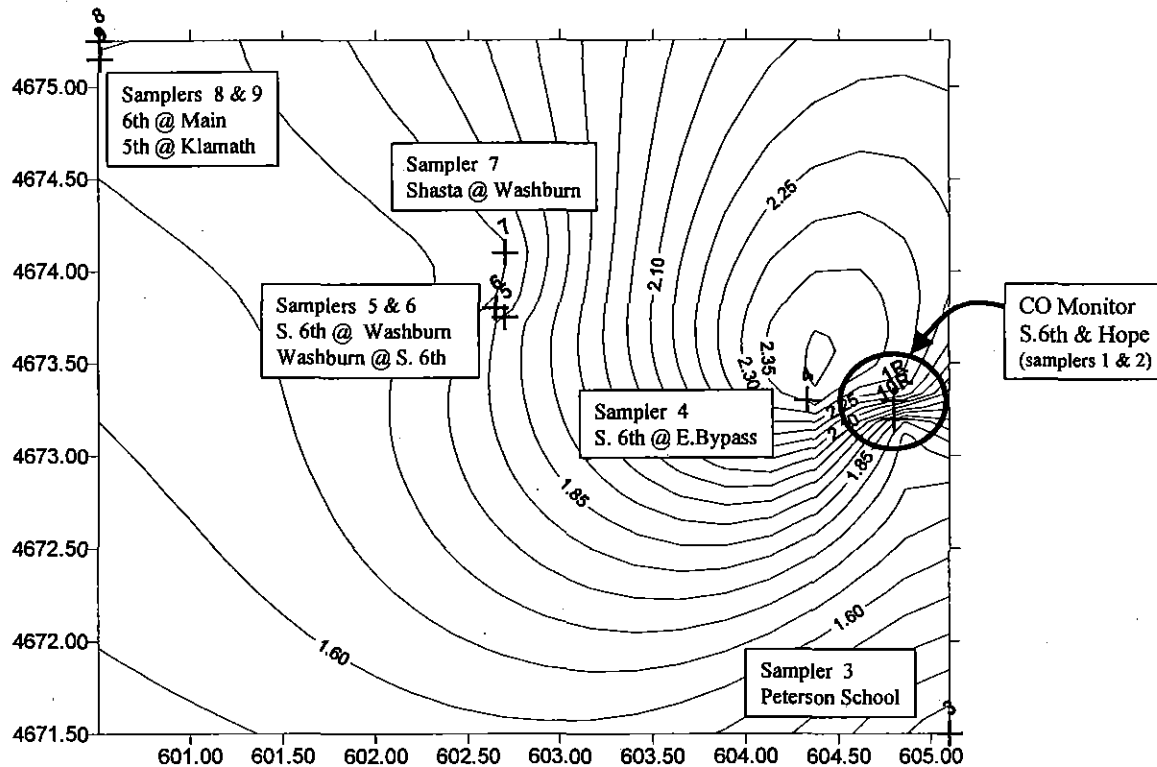 8
9
4675.00
4674.50
4674.00
4673.50
4673.00
4672.50
4672.00
4671.50
Samplers 8 & 9
6th @ Main
5th @ Klamath
Sampler 7
Shasta @ Washburn
7
2.25
2.10
Samplers 5 & 6
S. 6th @ Washburn
Washburn @ S. 6th
65
2.35
2.30
4
CO Monitor
S.6th & Hope
(samplers 1 & 2)
Sampler 4
S. 6th @ E.Bypass
2.25
1.85
1.85
1.60
1.60
Sampler 3
Peterson School
3
601.00 601.50 602.00 602.50 603.00 603.50 604.00 604.50 605.00